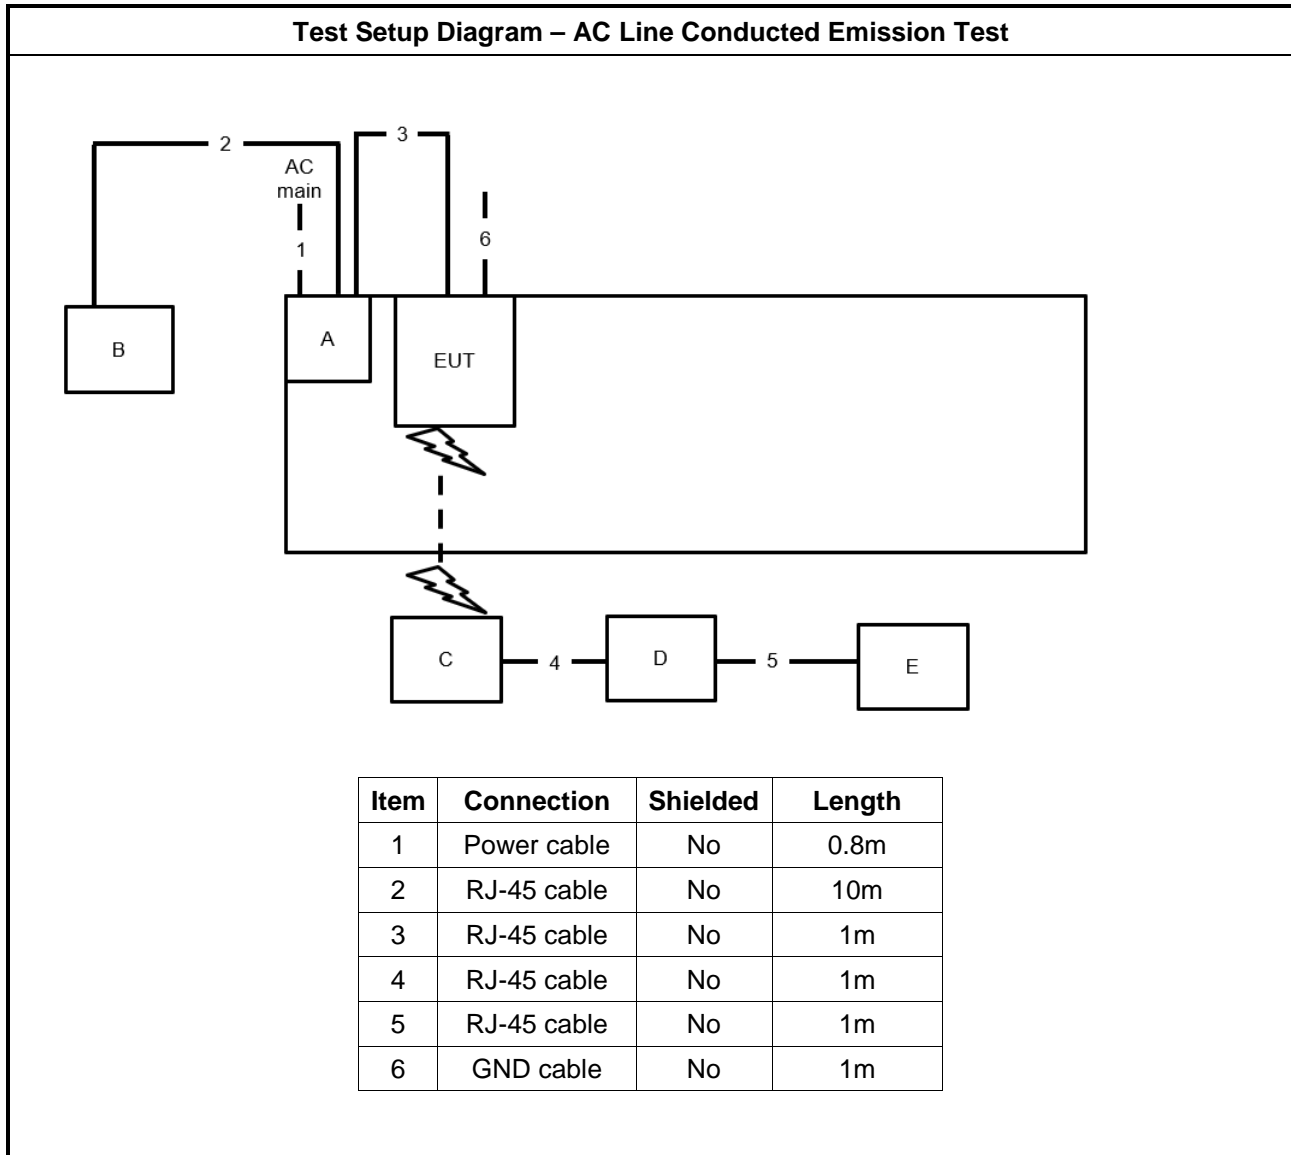 Test Setup Diagram – AC Line Conducted Emission Test
2
3
AC
main
1
6
B
A
EUT
C
4
D
5
E
Item Connection Shielded Length
1 Power cable No 0.8m
2 RJ-45 cable No 10m
3 RJ-45 cable No 1m
4 RJ-45 cable No 1m
5 RJ-45 cable No 1m
6 GND cable No 1m